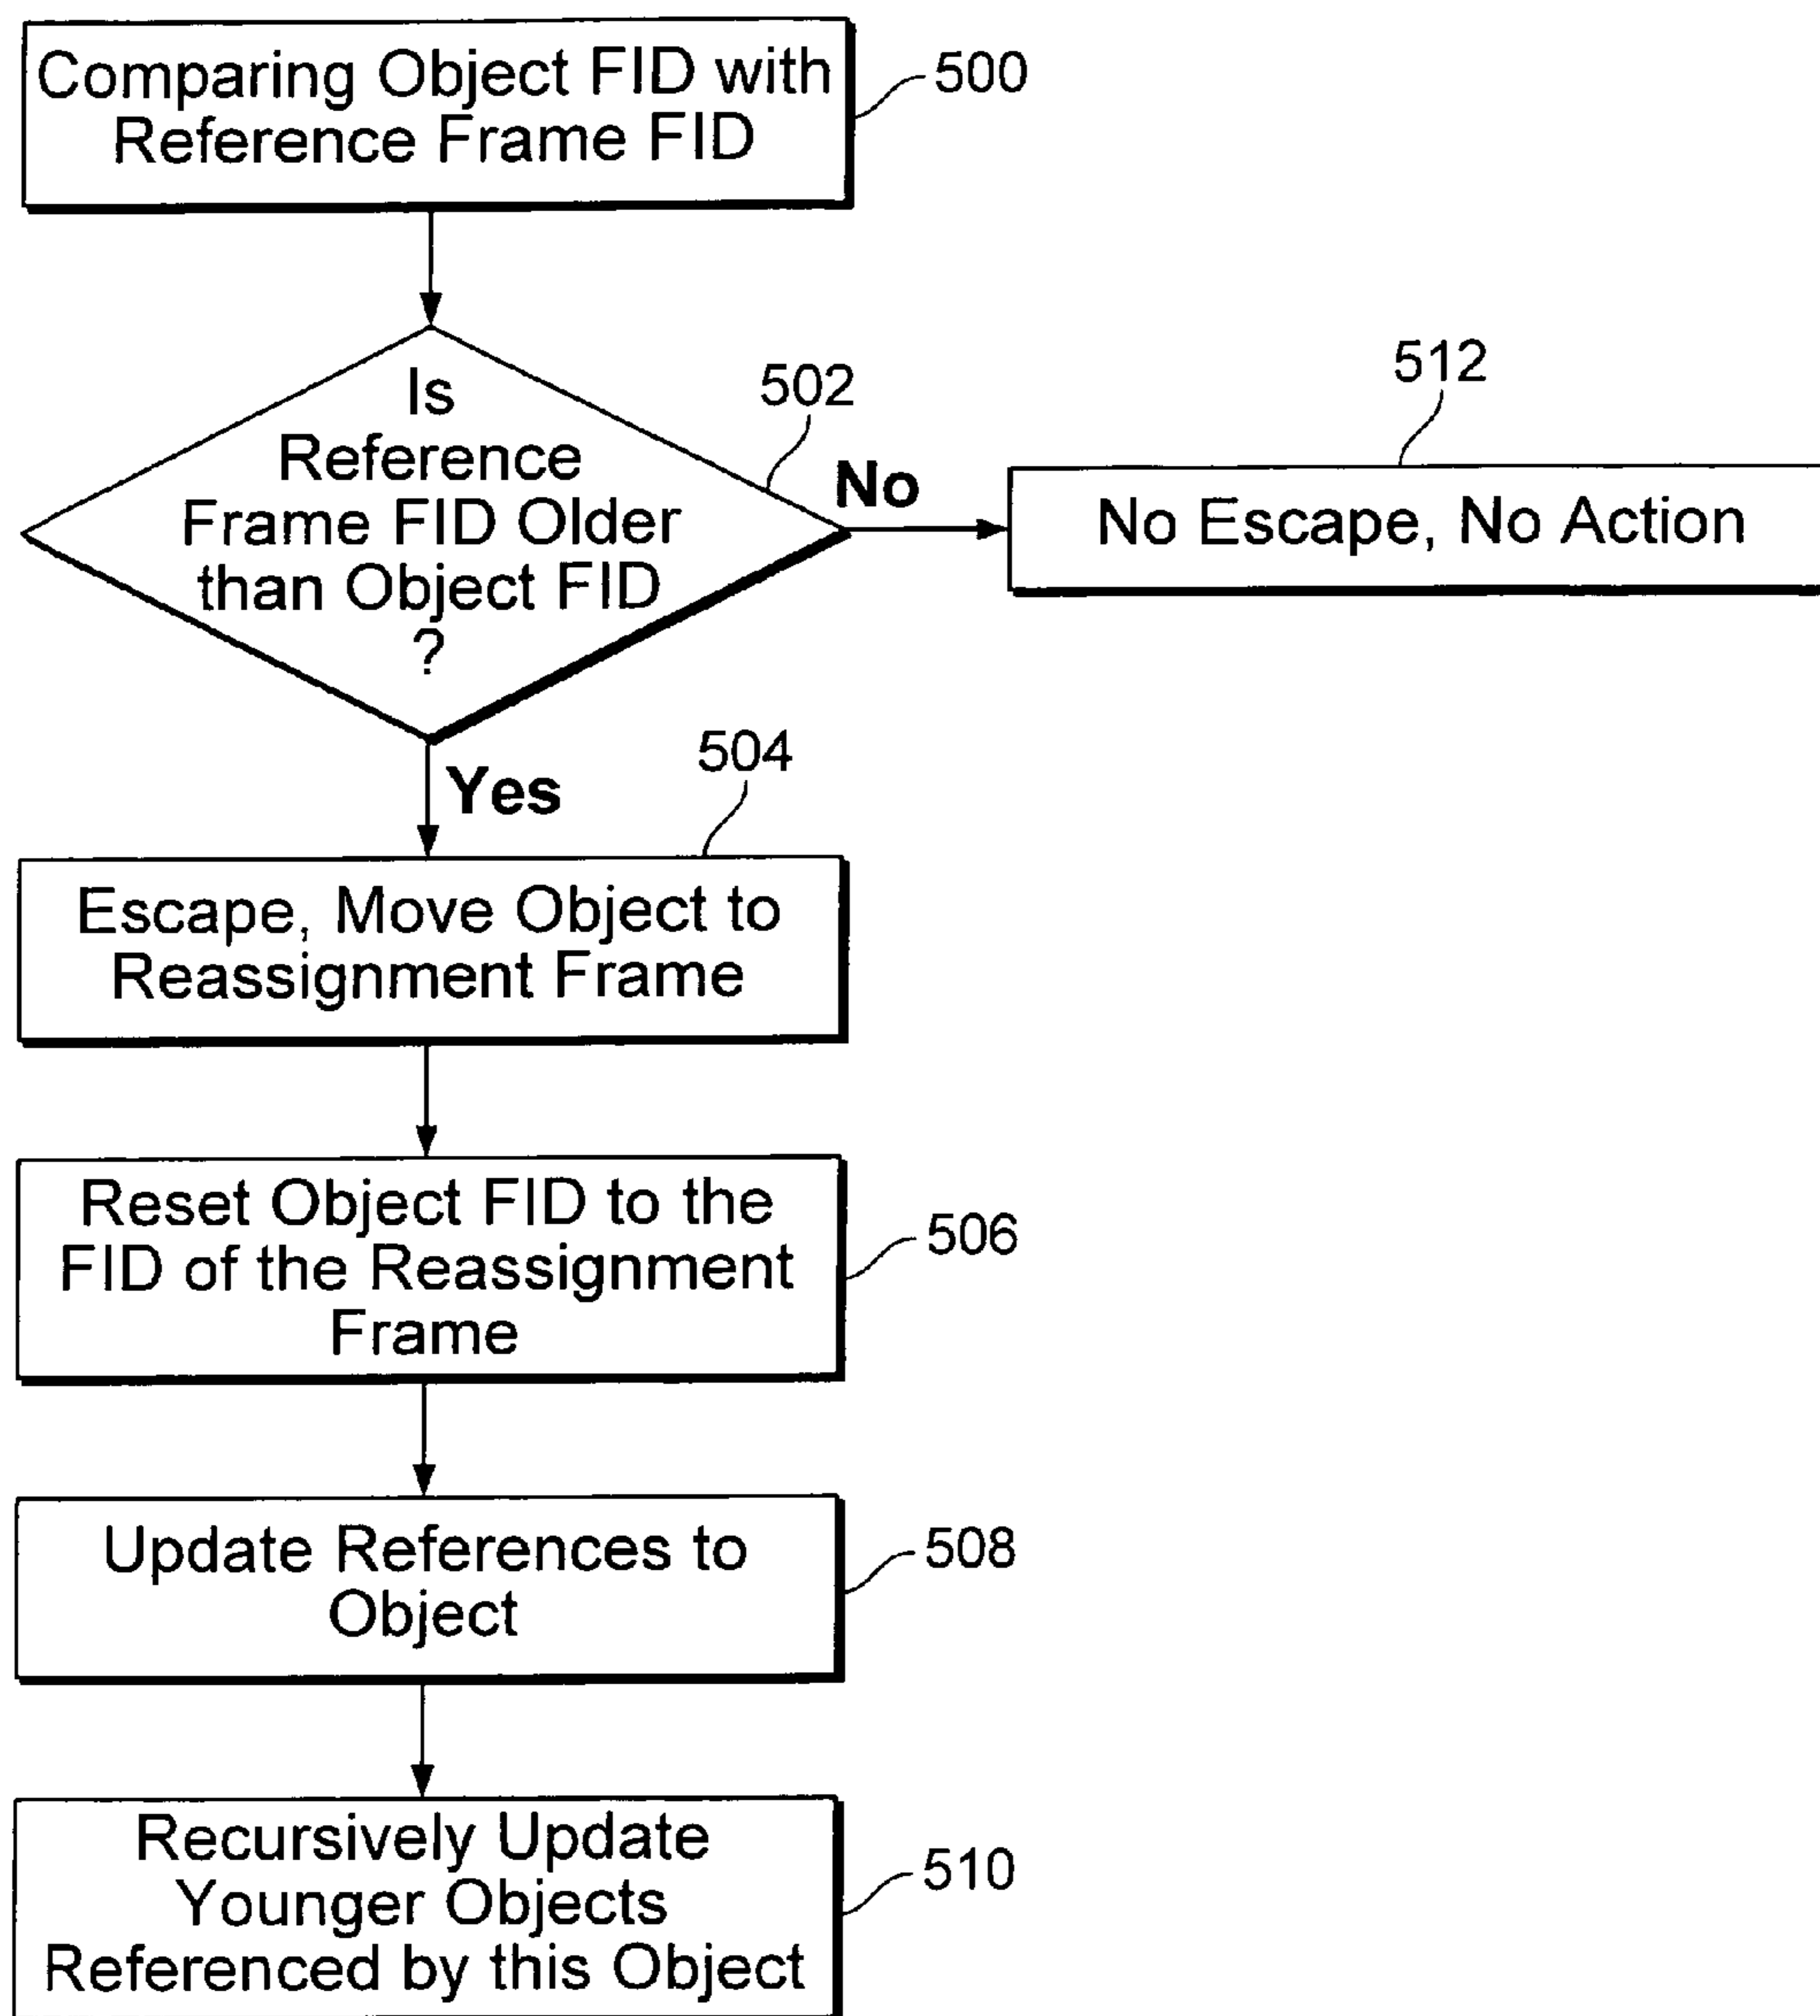 Comparing Object FID with
Reference Frame FID
500
Is
Reference
Frame FID Older
than Object FID
?
502
No
512
No Escape, No Action
Yes
504
Escape, Move Object to
Reassignment Frame
Reset Object FID to the
FID of the Reassignment
Frame
506
Update References to
Object
508
Recursively Update
Younger Objects
Referenced by this Object
510